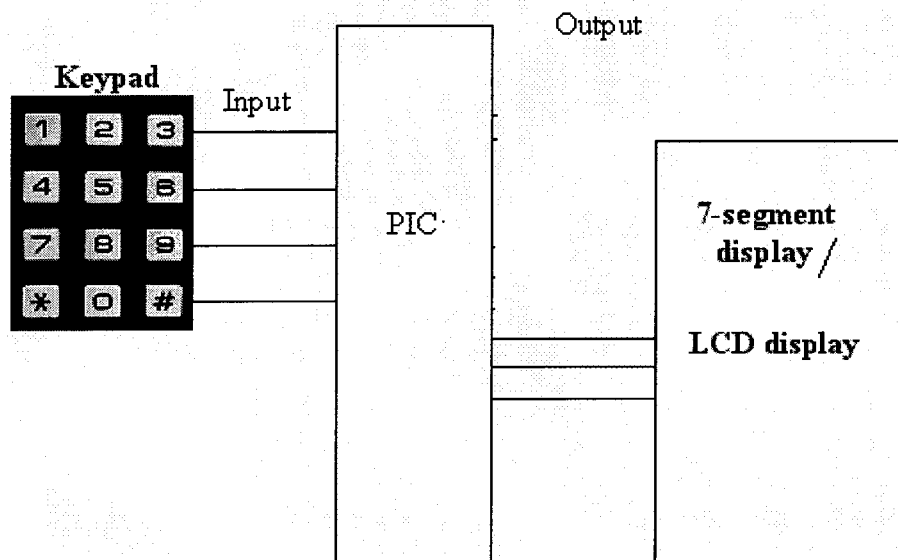 Output
Keypad
Input
1 2 3
4 5 6
7 8 9
* 0 #
PIC
7-segment
display /
LCD display